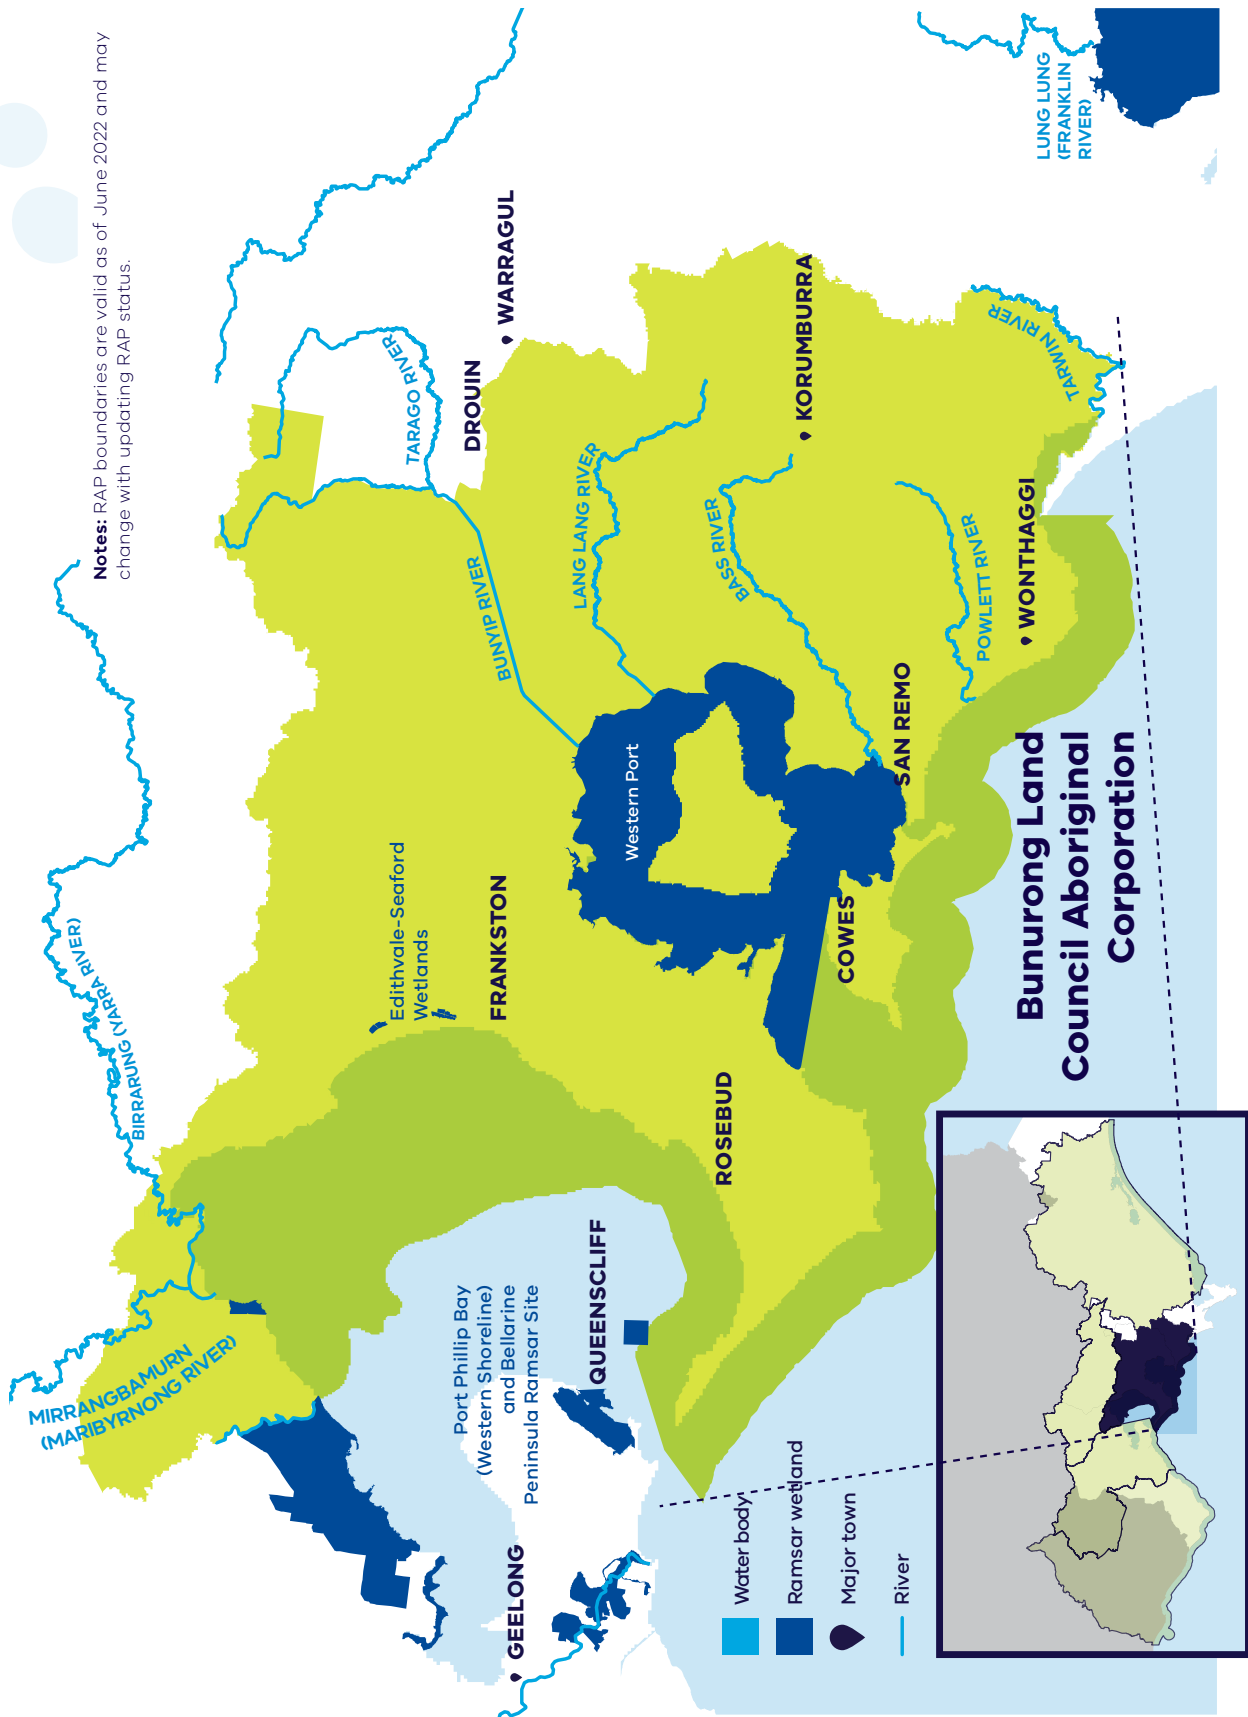 Notes: RAP boundaries are valid as of June 2022 and may
change with updating RAP status.
BIRRARUNG (YARRA RIVER)
MIRRANGBAMURN
(MARIBYRNONG RIVER)
TARAGO RIVER
WARRAGUL
DROUIN
BUNYIP RIVER
Edithvale-Seaford
Wetlands
FRANKSTON
LANG LANG RIVER
Western Port
Port Phillip Bay
(Western Shoreline)
and Bellarine
Peninsula Ramsar Site
GEELONG
QUEENSCLIFF
ROSEBUD
BASS RIVER
KORUMBURRA
COWES
SAN REMO
POWLETT RIVER
WONTHAGGI
TARWIN RIVER
LUNG LUNG
(FRANKLIN
RIVER)
Bunurong Land
Council Aboriginal
Corporation
Water body
Ramsar wetland
Major town
River